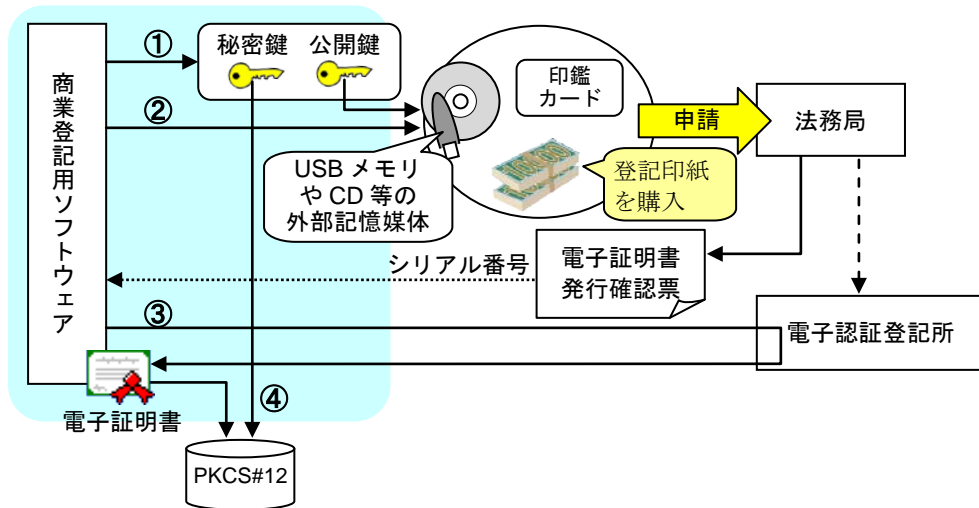 商業登記用ソフトウェア
①
秘密鍵
公開鍵
②
USB メモリ
や CD 等の
外部記憶媒体
印鑑
カード
登記印紙
を購入
申請
法務局
シリアル番号
電子証明書
発行確認票
③
電子認証登記所
電子証明書
④
PKCS#12